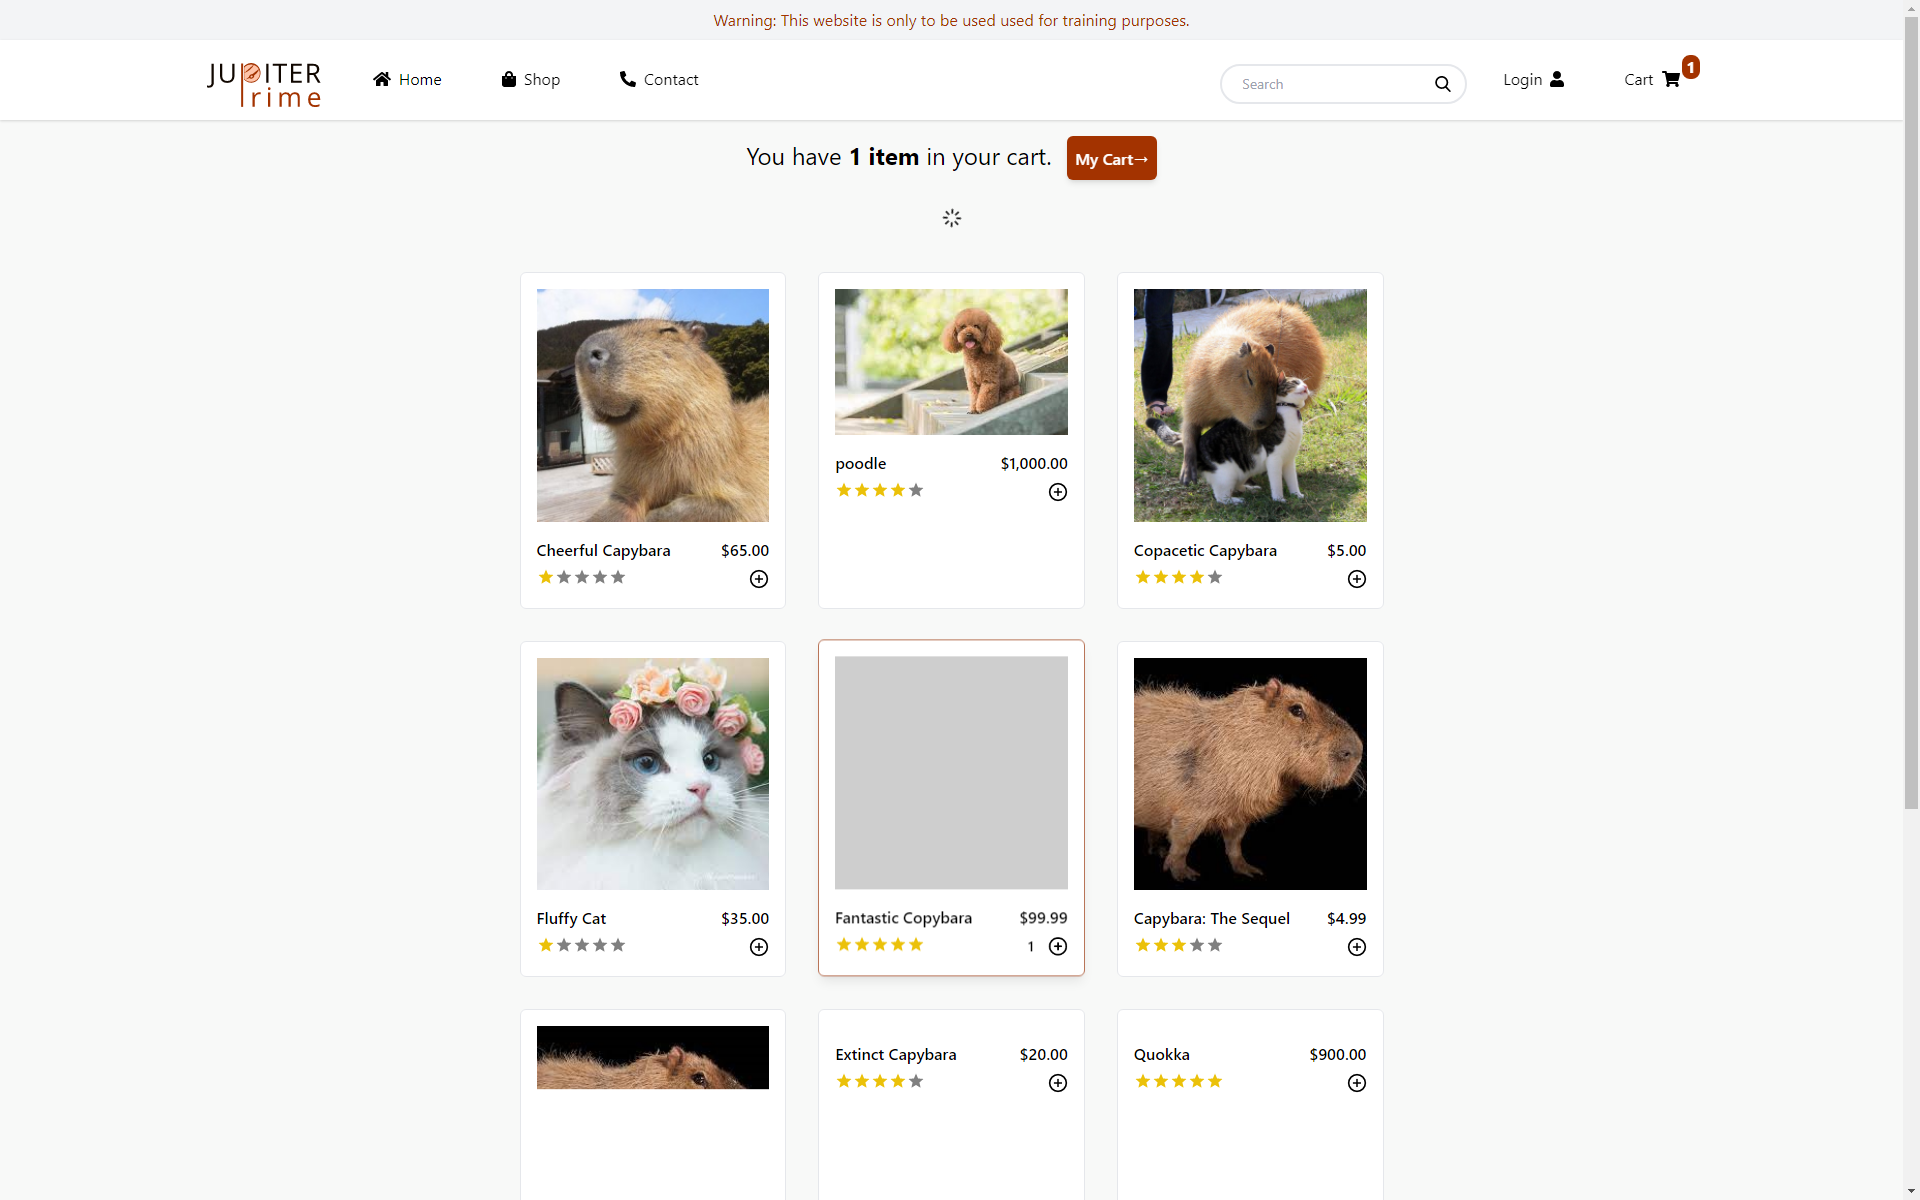 Warning: This website is only to be used used for training purposes.
JUPITER
Prime
Home
Shop
Contact
Search
Login
Cart
1
You have 1 item in your cart.
My Cart→
Cheerful Capybara $65.00
poodle $1,000.00
Copacetic Capybara $5.00
Fluffy Cat $35.00
Fantastic Copybara $99.99
1
Capybara: The Sequel $4.99
Extinct Capybara $20.00
Quokka $900.00